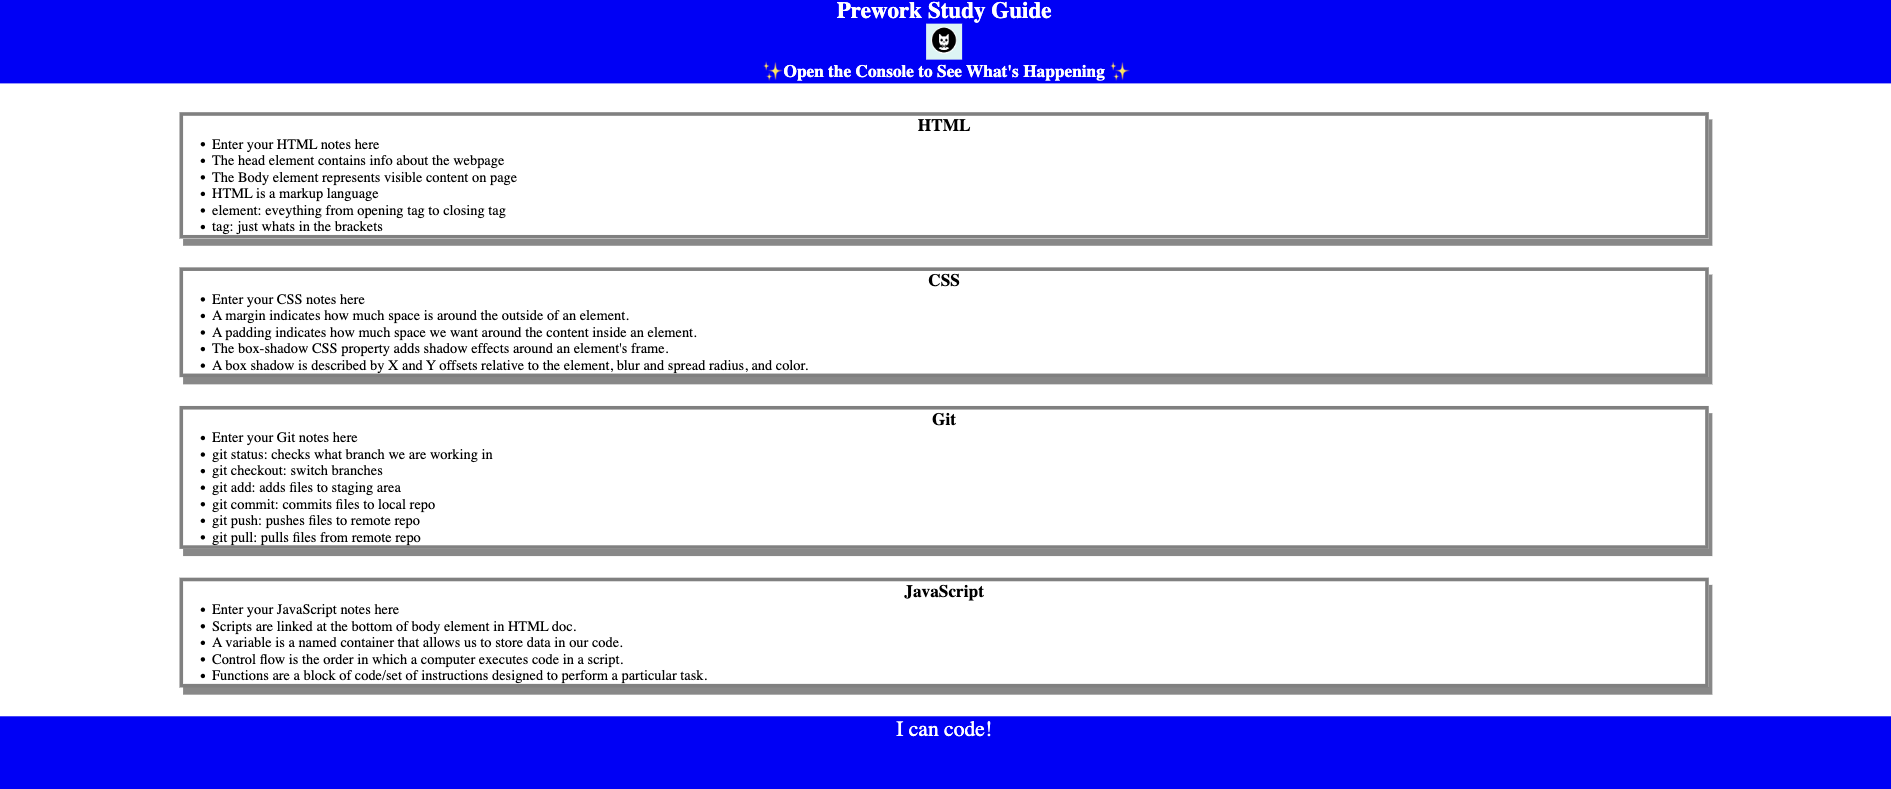 Prework Study Guide
✨Open the Console to See What's Happening ✨
HTML
Enter your HTML notes here
The head element contains info about the webpage
The Body element represents visible content on page
HTML is a markup language
element: eveything from opening tag to closing tag
tag: just whats in the brackets
CSS
Enter your CSS notes here
A margin indicates how much space is around the outside of an element.
A padding indicates how much space we want around the content inside an element.
The box-shadow CSS property adds shadow effects around an element's frame.
A box shadow is described by X and Y offsets relative to the element, blur and spread radius, and color.
Git
Enter your Git notes here
git status: checks what branch we are working in
git checkout: switch branches
git add: adds files to staging area
git commit: commits files to local repo
git push: pushes files to remote repo
git pull: pulls files from remote repo
JavaScript
Enter your JavaScript notes here
Scripts are linked at the bottom of body element in HTML doc.
A variable is a named container that allows us to store data in our code.
Control flow is the order in which a computer executes code in a script.
Functions are a block of code/set of instructions designed to perform a particular task.
I can code!